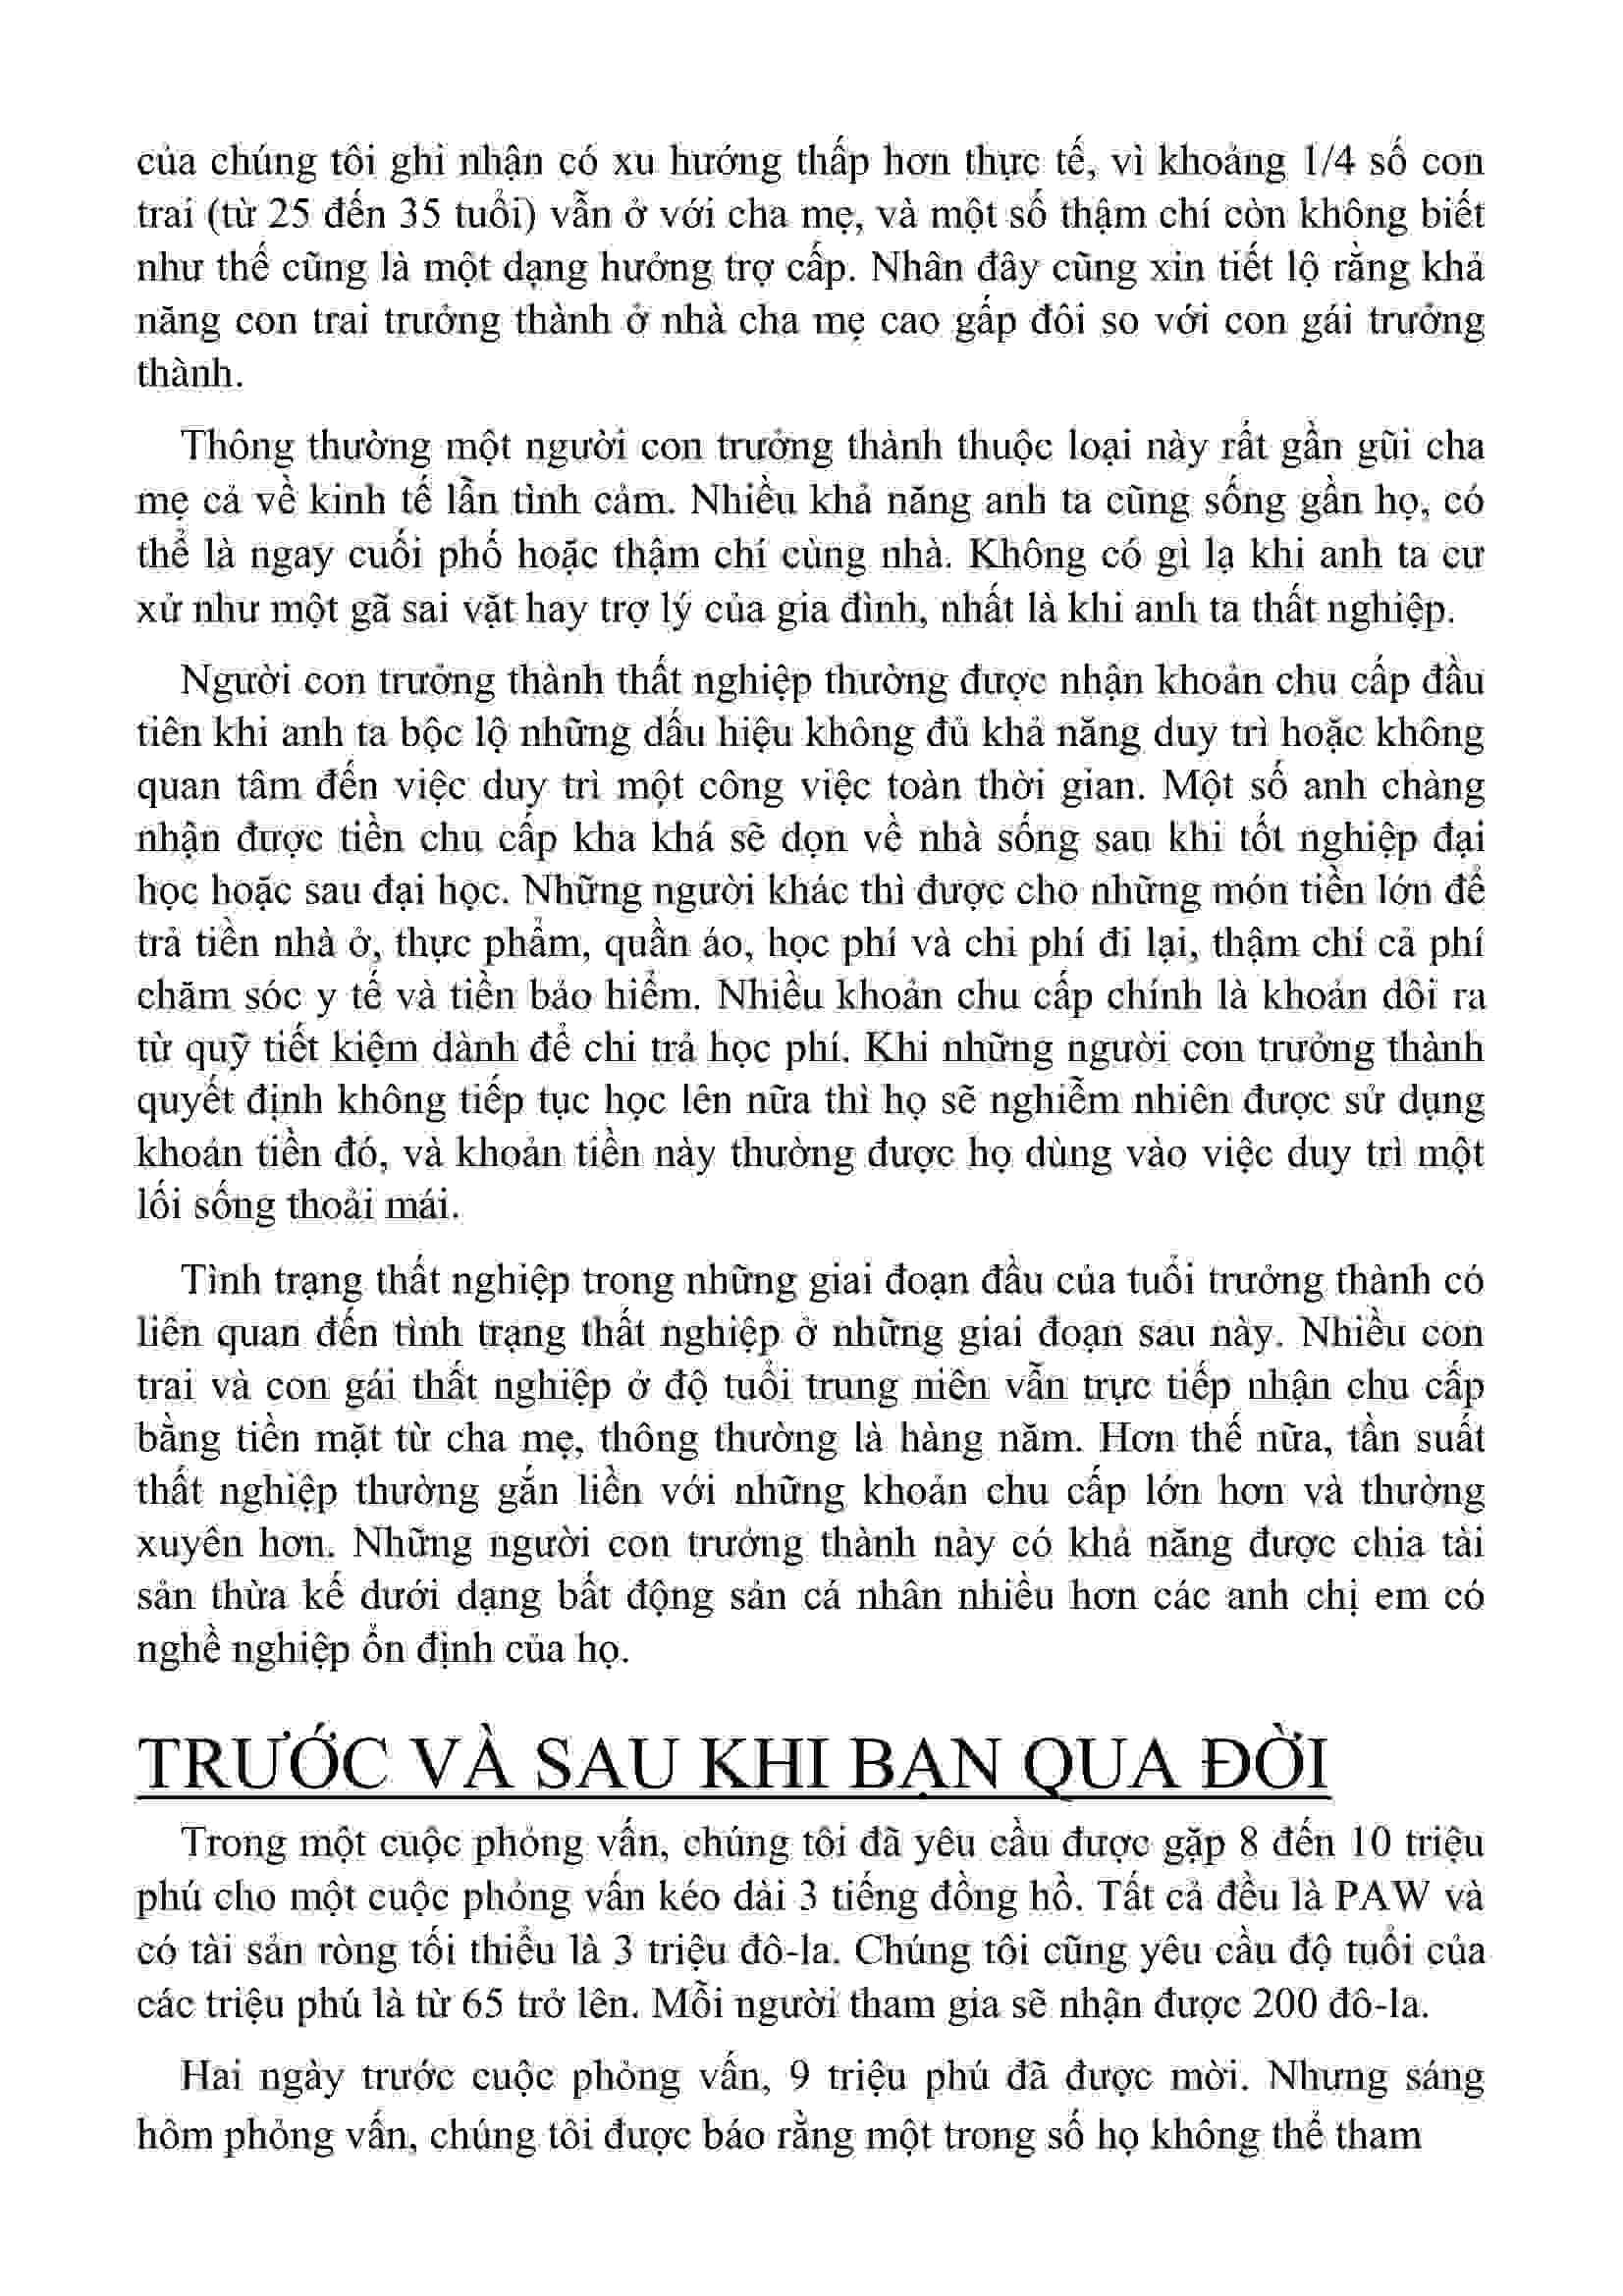 của chúng tôi ghi nhận có xu hướng thấp hơn thực tế, vì khoảng 1/4 số con
trai (từ 25 đến 35 tuổi) vẫn ở với cha mẹ, và một số thậm chí còn không biết
như thế cũng là một dạng hưởng trợ cấp. Nhân đây cũng xin tiết lộ rằng khả
năng con trai trưởng thành ở nhà cha mẹ cao gấp đôi so với con gái trưởng
thành.
Thông thường một người con trưởng thành thuộc loại này rất gần gũi cha
mẹ cả về kinh tế lẫn tình cảm. Nhiều khả năng anh ta cũng sống gần họ, có
thể là ngay cuối phố hoặc thậm chí cùng nhà. Không có gì lạ khi anh ta cư
xử như một gã sai vặt hay trợ lý của gia đình, nhất là khi anh ta thất nghiệp.
Người con trưởng thành thất nghiệp thường được nhận khoản chu cấp đầu
tiên khi anh ta bộc lộ những dấu hiệu không đủ khả năng duy trì hoặc không
quan tâm đến việc duy trì một công việc toàn thời gian. Một số anh chàng
nhận được tiền chu cấp kha khá sẽ dọn về nhà sống sau khi tốt nghiệp đại
học hoặc sau đại học. Những người khác thì được cho những món tiền lớn để
trả tiền nhà ở, thực phẩm, quần áo, học phí và chi phí đi lại, thậm chí cả phí
chăm sóc y tế và tiền bảo hiểm. Nhiều khoản chu cấp chính là khoản dôi ra
từ quỹ tiết kiệm dành để chi trả học phí. Khi những người con trưởng thành
quyết định không tiếp tục học lên nữa thì họ sẽ nghiễm nhiên được sử dụng
khoản tiền đó, và khoản tiền này thường được họ dùng vào việc duy trì một
lối sống thoải mái.
Tình trạng thất nghiệp trong những giai đoạn đầu của tuổi trưởng thành có
liên quan đến tình trạng thất nghiệp ở những giai đoạn sau này. Nhiều con
trai và con gái thất nghiệp ở độ tuổi trung niên vẫn trực tiếp nhận chu cấp
bằng tiền mặt từ cha mẹ, thông thường là hàng năm. Hơn thế nữa, tần suất
thất nghiệp thường gắn liền với những khoản chu cấp lớn hơn và thường
xuyên hơn. Những người con trưởng thành này có khả năng được chia tài
sản thừa kế dưới dạng bất động sản cá nhân nhiều hơn các anh chị em có
nghề nghiệp ổn định của họ.
TRƯỚC VÀ SAU KHI BẠN QUA ĐỜI
Trong một cuộc phỏng vấn, chúng tôi đã yêu cầu được gặp 8 đến 10 triệu
phú cho một cuộc phỏng vấn kéo dài 3 tiếng đồng hồ. Tất cả đều là PAW và
có tài sản ròng tối thiểu là 3 triệu đô-la. Chúng tôi cũng yêu cầu độ tuổi của
các triệu phú là từ 65 trở lên. Mỗi người tham gia sẽ nhận được 200 đô-la.
Hai ngày trước cuộc phỏng vấn, 9 triệu phú đã được mời. Nhưng sáng
hôm phỏng vấn, chúng tôi được báo rằng một trong số họ không thể tham